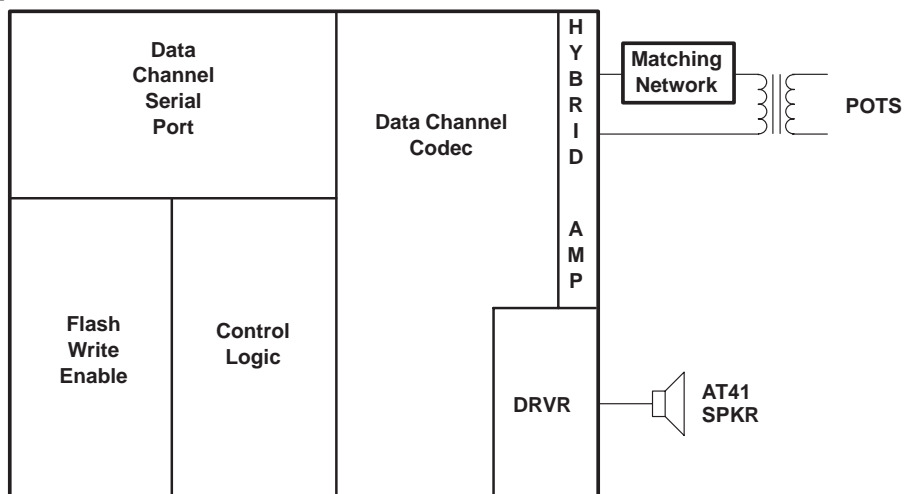 Data
Channel
Serial
Port
Data Channel
Codec
H
Y
B
R
I
D
A
M
P
Matching
Network
POTS
Flash
Write
Enable
Control
Logic
DRVR
AT41
SPKR